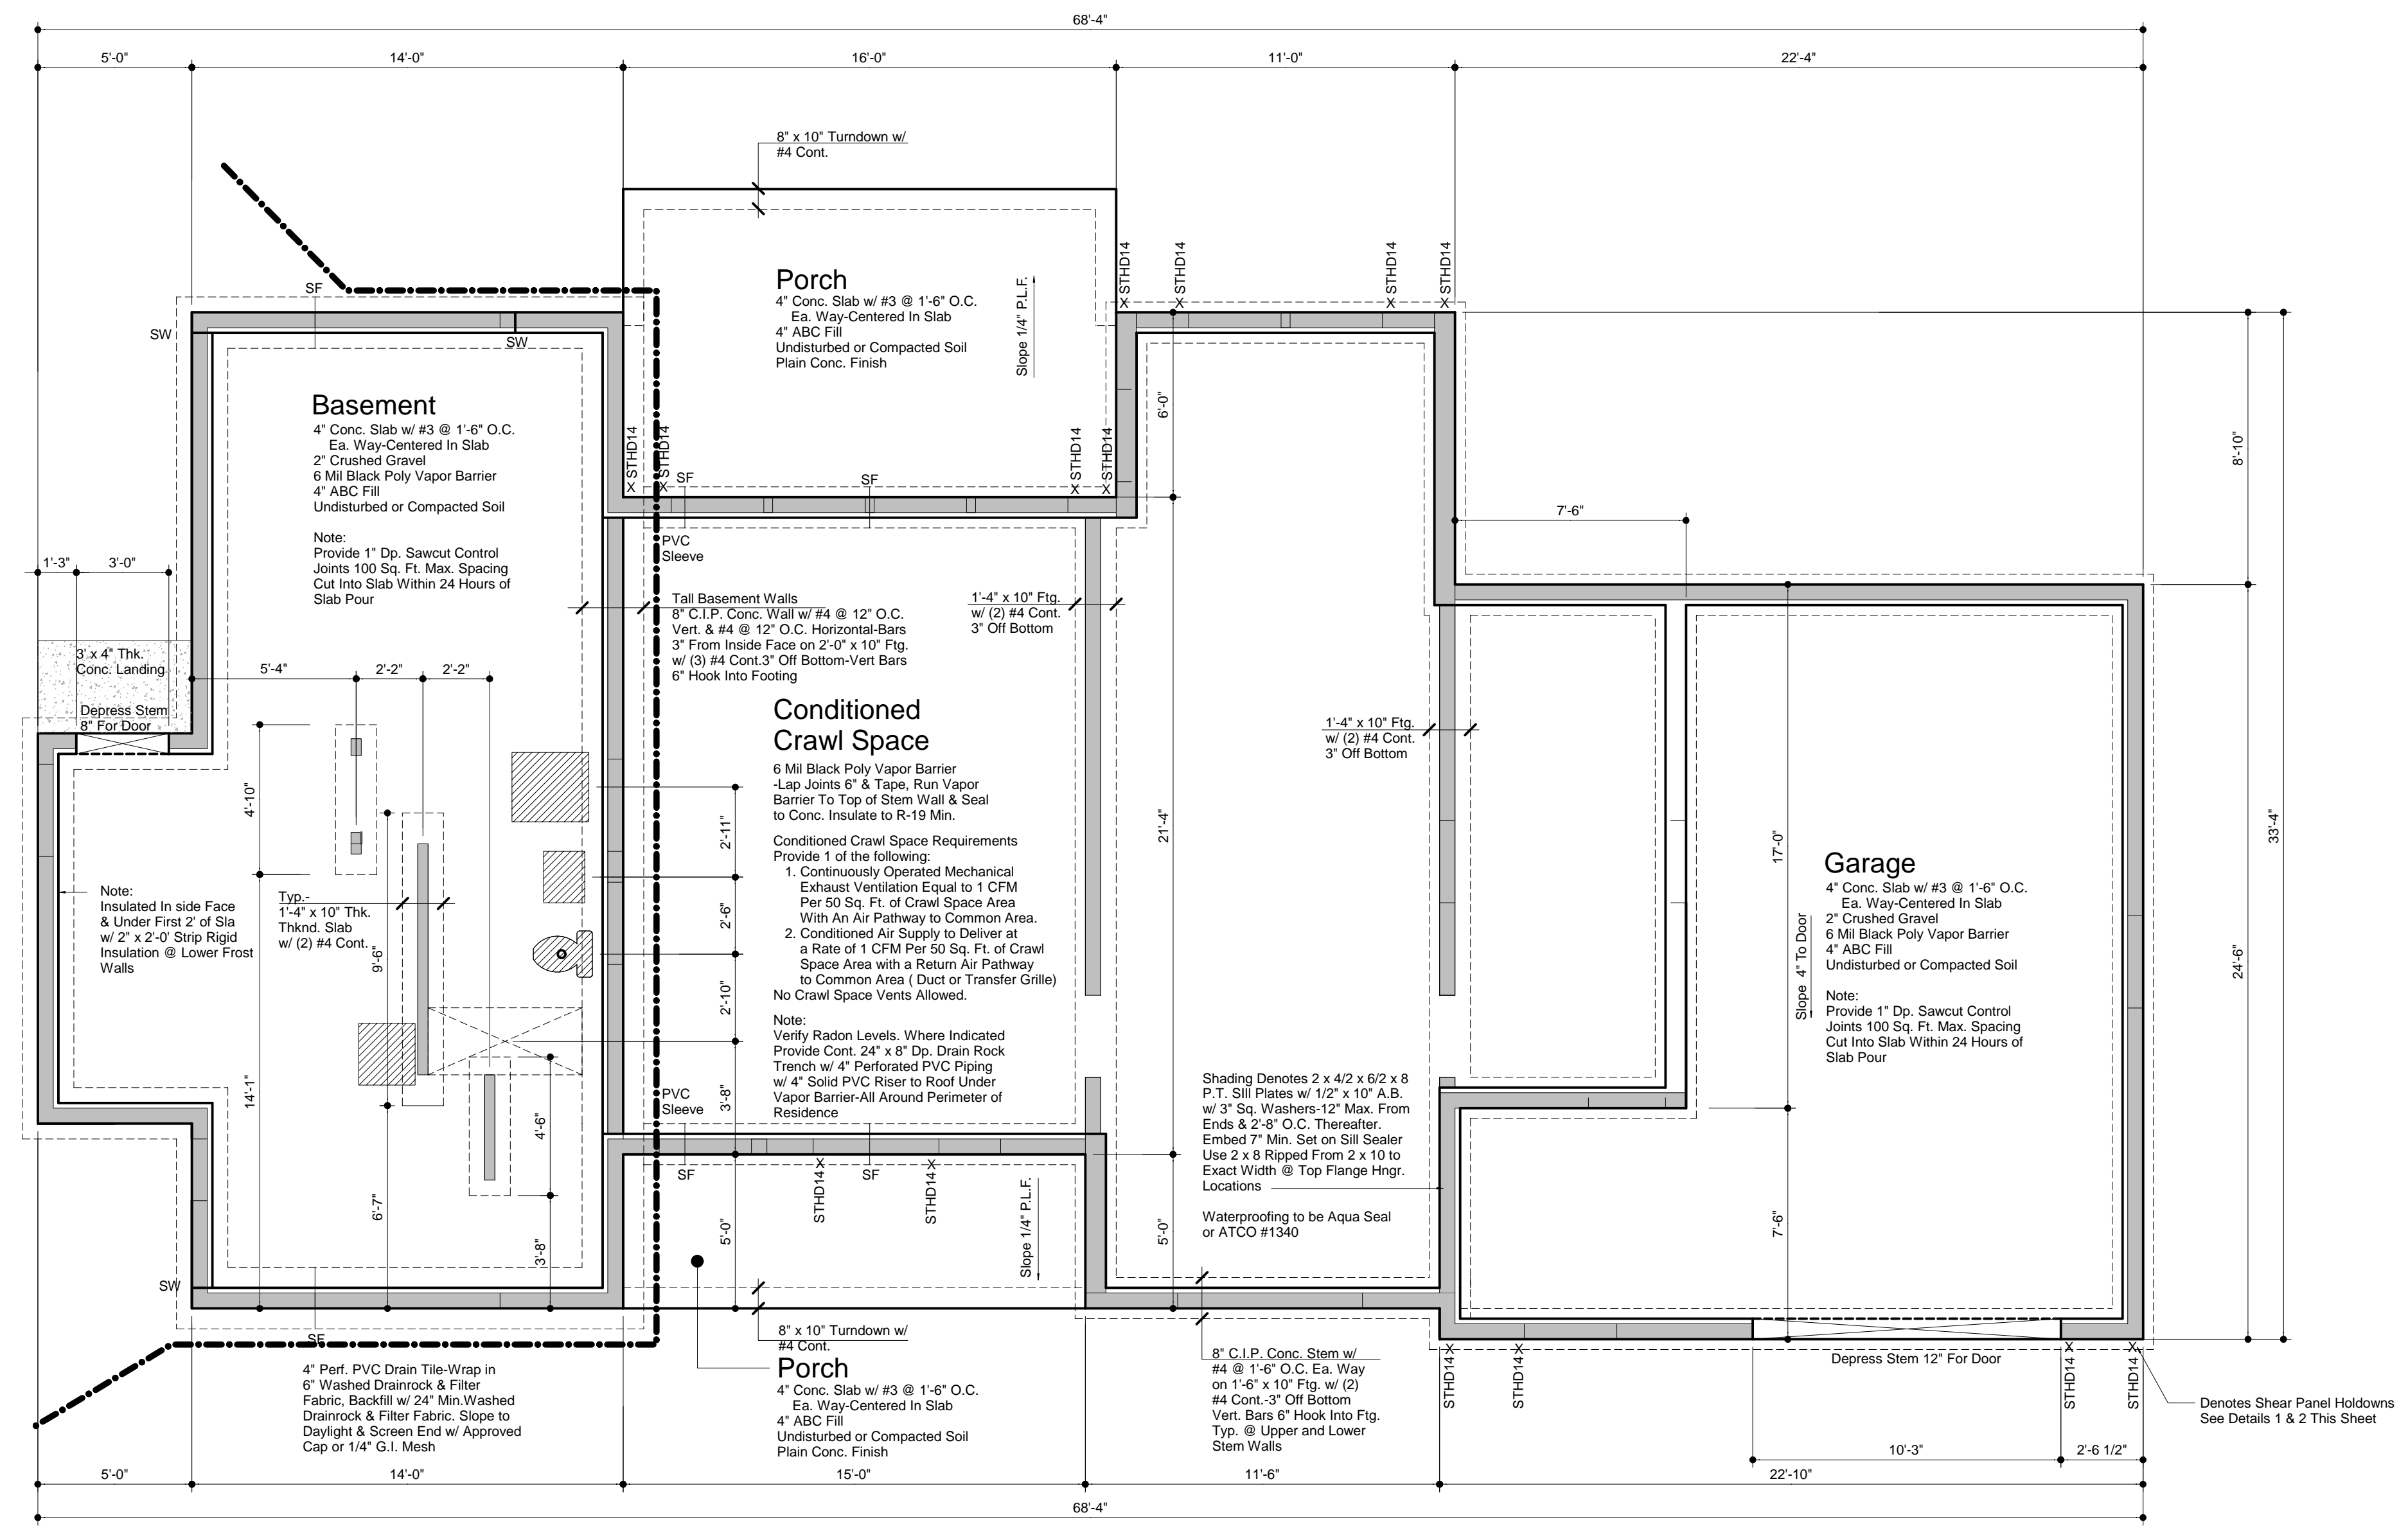 68'-4"
5'-0"
14'-0"
16'-0"
11'-0"
22'-4"
8" x 10" Turndown w/
#4 Cont.
STHD14
STHD14
STHD14
STHD14
X
X
X
X
Porch
4" Conc. Slab w/ #3 @ 1'-6" O.C.
Ea. Way-Centered In Slab
4" ABC Fill
Undisturbed or Compacted Soil
Plain Conc. Finish
Slope 1/4" P.L.F.
SF
SW
SW
Basement
4" Conc. Slab w/ #3 @ 1'-6" O.C.
Ea. Way-Centered In Slab
2" Crushed Gravel
6 Mil Black Poly Vapor Barrier
4" ABC Fill
Undisturbed or Compacted Soil
Note:
Provide 1" Dp. Sawcut Control
Joints 100 Sq. Ft. Max. Spacing
Cut Into Slab Within 24 Hours of
Slab Pour
STHD14
STHD14
STHD14
STHD14
X
X
X
X
SF
SF
6'-0"
8'-10"
7'-6"
PVC
Sleeve
1'-3"
3'-0"
Tall Basement Walls
8" C.I.P. Conc. Wall w/ #4 @ 12" O.C.
Vert. & #4 @ 12" O.C. Horizontal-Bars
3" From Inside Face on 2'-0" x 10" Ftg.
w/ (3) #4 Cont.3" Off Bottom-Vert Bars
6" Hook Into Footing
1'-4" x 10" Ftg.
w/ (2) #4 Cont.
3" Off Bottom
3' x 4" Thk.
Conc. Landing
Depress Stem
8" For Door
5'-4"
2'-2"
2'-2"
Conditioned
Crawl Space
6 Mil Black Poly Vapor Barrier
-Lap Joints 6" & Tape, Run Vapor
Barrier To Top of Stem Wall & Seal
to Conc. Insulate to R-19 Min.
Conditioned Crawl Space Requirements
Provide 1 of the following:
1. Continuously Operated Mechanical
Exhaust Ventilation Equal to 1 CFM
Per 50 Sq. Ft. of Crawl Space Area
With An Air Pathway to Common Area.
2. Conditioned Air Supply to Deliver at
a Rate of 1 CFM Per 50 Sq. Ft. of Crawl
Space Area with a Return Air Pathway
to Common Area ( Duct or Transfer Grille)
No Crawl Space Vents Allowed.
Note:
Verify Radon Levels. Where Indicated
Provide Cont. 24" x 8" Dp. Drain Rock
Trench w/ 4" Perforated PVC Piping
w/ 4" Solid PVC Riser to Roof Under
Vapor Barrier-All Around Perimeter of
Residence
1'-4" x 10" Ftg.
w/ (2) #4 Cont.
3" Off Bottom
4'-10"
2'-11"
21'-4"
17'-0"
33'-4"
Garage
4" Conc. Slab w/ #3 @ 1'-6" O.C.
Ea. Way-Centered In Slab
2" Crushed Gravel
6 Mil Black Poly Vapor Barrier
4" ABC Fill
Undisturbed or Compacted Soil
Note:
Provide 1" Dp. Sawcut Control
Joints 100 Sq. Ft. Max. Spacing
Cut Into Slab Within 24 Hours of
Slab Pour
Slope 4" To Door
24'-6"
Note:
Insulated In side Face
& Under First 2' of Sla
w/ 2" x 2'-0' Strip Rigid
Insulation @ Lower Frost
Walls
Typ.-
1'-4" x 10" Thk.
Thknd. Slab
w/ (2) #4 Cont.
9'-6"
2'-6"
2'-10"
14'-1"
3'-8"
4'-6"
6'-7"
3'-8"
PVC
Sleeve
Shading Denotes 2 x 4/2 x 6/2 x 8
P.T. SIll Plates w/ 1/2" x 10" A.B.
w/ 3" Sq. Washers-12" Max. From
Ends & 2'-8" O.C. Thereafter.
Embed 7" Min. Set on Sill Sealer
Use 2 x 8 Ripped From 2 x 10 to
Exact Width @ Top Flange Hngr.
Locations
Waterproofing to be Aqua Seal
or ATCO #1340
SF
X
SF
X
STHD14
STHD14
Slope 1/4" P.L.F.
5'-0"
5'-0"
7'-6"
SW
SF
8" x 10" Turndown w/
#4 Cont.
Porch
4" Conc. Slab w/ #3 @ 1'-6" O.C.
Ea. Way-Centered In Slab
4" ABC Fill
Undisturbed or Compacted Soil
Plain Conc. Finish
4" Perf. PVC Drain Tile-Wrap in
6" Washed Drainrock & Filter
Fabric, Backfill w/ 24" Min.Washed
Drainrock & Filter Fabric. Slope to
Daylight & Screen End w/ Approved
Cap or 1/4" G.I. Mesh
8" C.I.P. Conc. Stem w/
#4 @ 1'-6" O.C. Ea. Way
on 1'-6" x 10" Ftg. w/ (2)
#4 Cont.-3" Off Bottom
Vert. Bars 6" Hook Into Ftg.
Typ. @ Upper and Lower
Stem Walls
X
X
X
X
STHD14
STHD14
STHD14
STHD14
Depress Stem 12" For Door
Denotes Shear Panel Holdowns
See Details 1 & 2 This Sheet
10'-3"
2'-6 1/2"
5'-0"
14'-0"
15'-0"
11'-6"
22'-10"
68'-4"